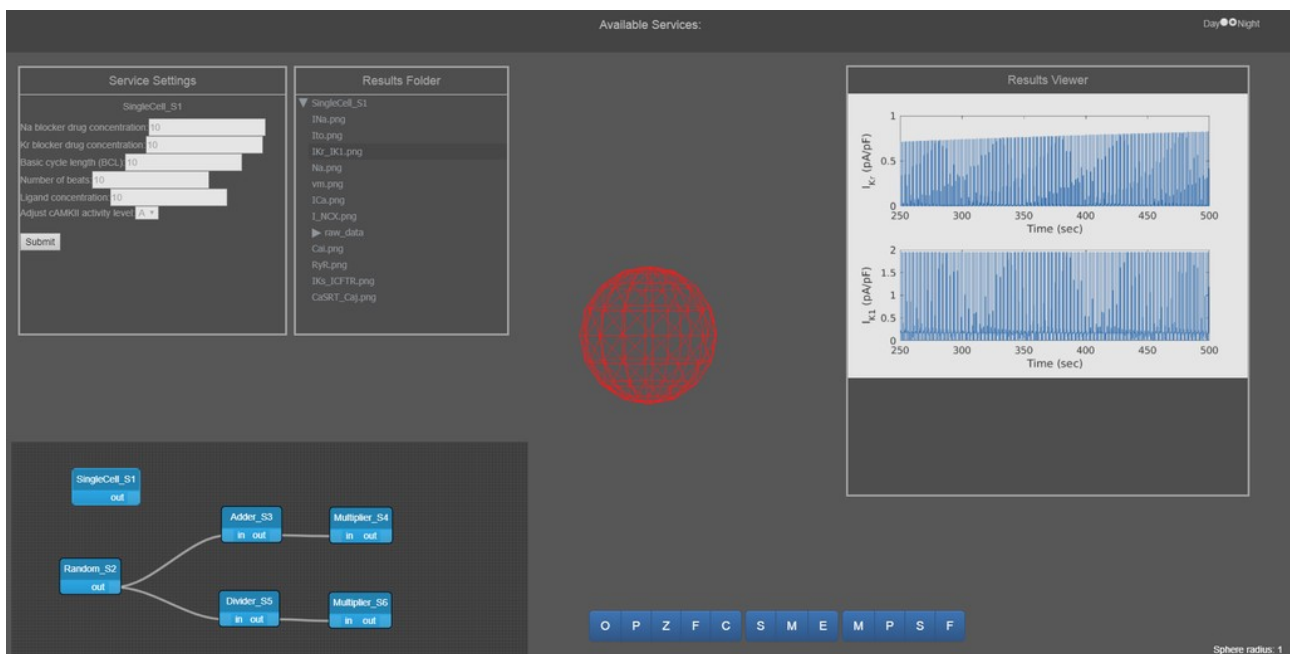 Available Services:
Day Night
Service Settings
SingleCell_S1
Na blocker drug concentration: 10
Kr blocker drug concentration: 10
Basic cycle length (BCL): 10
Number of beats: 10
Ligand concentration: 10
Adjust cAMKII activity level: A
Submit
Results Folder
▼ SingleCell_S1
INa.png
Ito.png
IKr_IK1.png
Na.png
vm.png
ICa.png
I_NCX.png
▶ raw_data
Cai.png
RyR.png
IKs_ICFTR.png
CaSRT_Caj.png
Results Viewer
1
0.5
0
I_Kr (pA/pF)
250 300 350 400 450 500
Time (sec)
2
1.5
1
0.5
0
I_K1 (pA/pF)
250 300 350 400 450 500
Time (sec)
SingleCell_S1
out
Adder_S3
in out
Multiplier_S4
in out
Random_S2
out
Divider_S5
in out
Multiplier_S6
in out
O P Z F C S M E M P S F
Sphere radius: 1